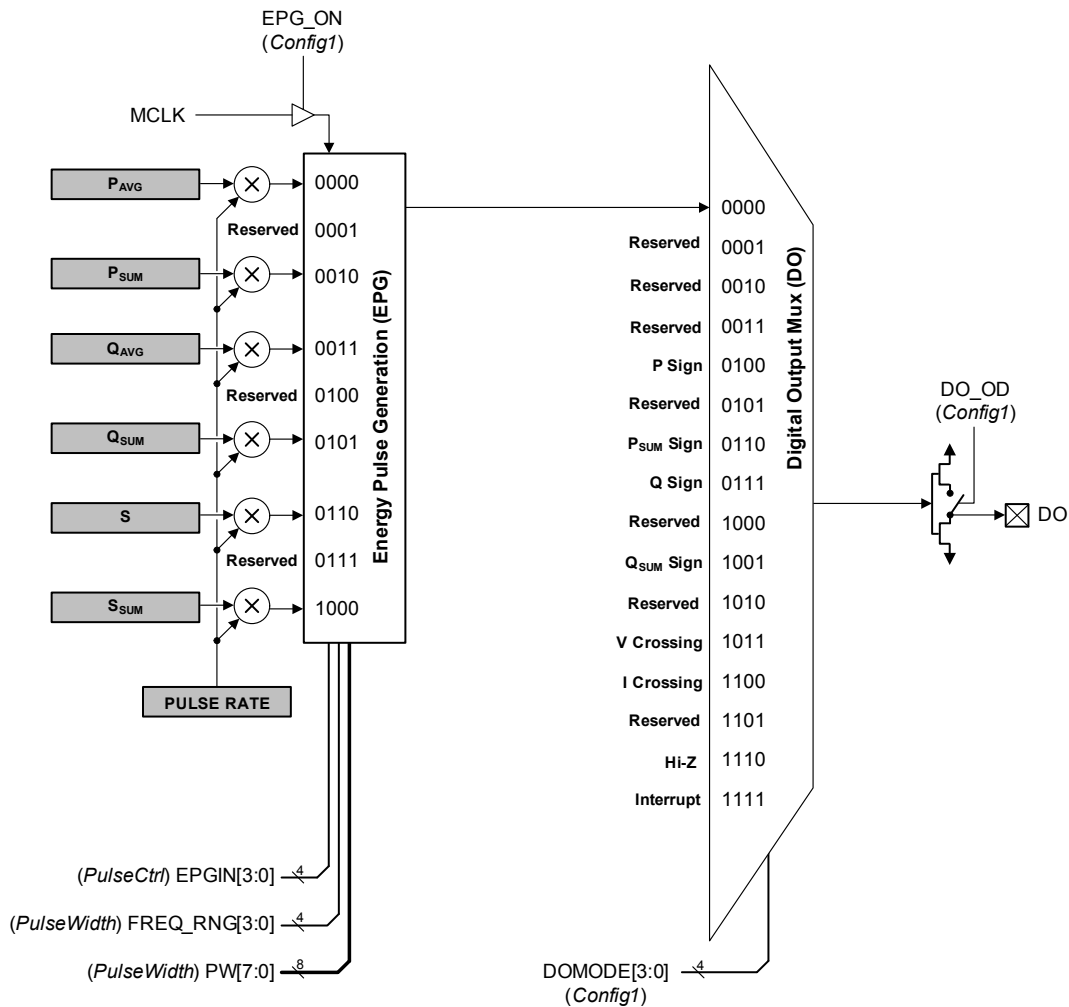 EPG_ON
(Config1)
MCLK
PAVG
0000
Reserved 0001
PSUM
0010
QAVG
0011
Reserved 0100
QSUM
0101
S
0110
Reserved 0111
SSUM
1000
PULSE RATE
Energy Pulse Generation (EPG)
(PulseCtrl) EPGIN[3:0] 4
(PulseWidth) FREQ_RNG[3:0] 4
(PulseWidth) PW[7:0] 8
0000
Reserved 0001
Reserved 0010
Reserved 0011
P Sign 0100
Reserved 0101
PSUM Sign 0110
Q Sign 0111
Reserved 1000
QSUM Sign 1001
Reserved 1010
V Crossing 1011
I Crossing 1100
Reserved 1101
Hi-Z 1110
Interrupt 1111
Digital Output Mux (DO)
DOMODE[3:0] 4
(Config1)
DO_OD
(Config1)
DO